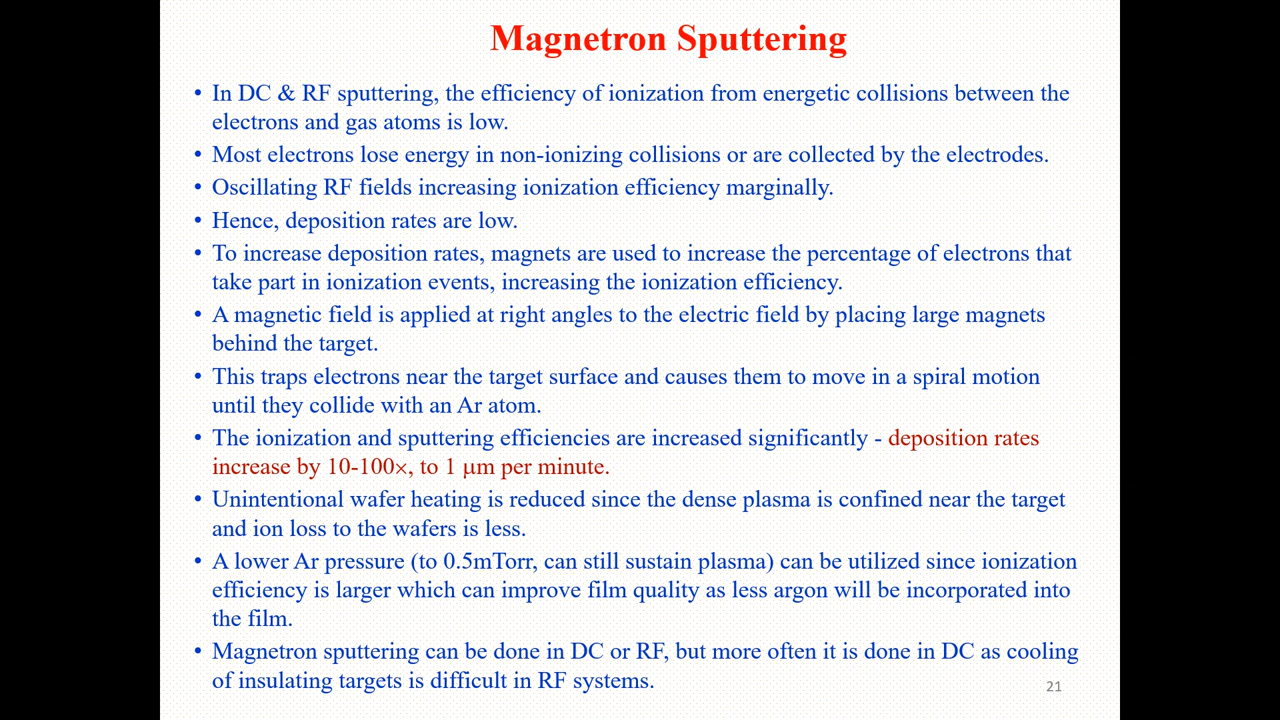 Magnetron Sputtering
• In DC & RF sputtering, the efficiency of ionization from energetic collisions between the
electrons and gas atoms is low.
• Most electrons lose energy in non-ionizing collisions or are collected by the electrodes.
• Oscillating RF fields increasing ionization efficiency marginally.
• Hence, deposition rates are low.
• To increase deposition rates, magnets are used to increase the percentage of electrons that
take part in ionization events, increasing the ionization efficiency.
• A magnetic field is applied at right angles to the electric field by placing large magnets
behind the target.
• This traps electrons near the target surface and causes them to move in a spiral motion
until they collide with an Ar atom.
• The ionization and sputtering efficiencies are increased significantly - deposition rates
increase by 10-100×, to 1 μm per minute.
• Unintentional wafer heating is reduced since the dense plasma is confined near the target
and ion loss to the wafers is less.
• A lower Ar pressure (to 0.5mTorr, can still sustain plasma) can be utilized since ionization
efficiency is larger which can improve film quality as less argon will be incorporated into
the film.
• Magnetron sputtering can be done in DC or RF, but more often it is done in DC as cooling
of insulating targets is difficult in RF systems.
21